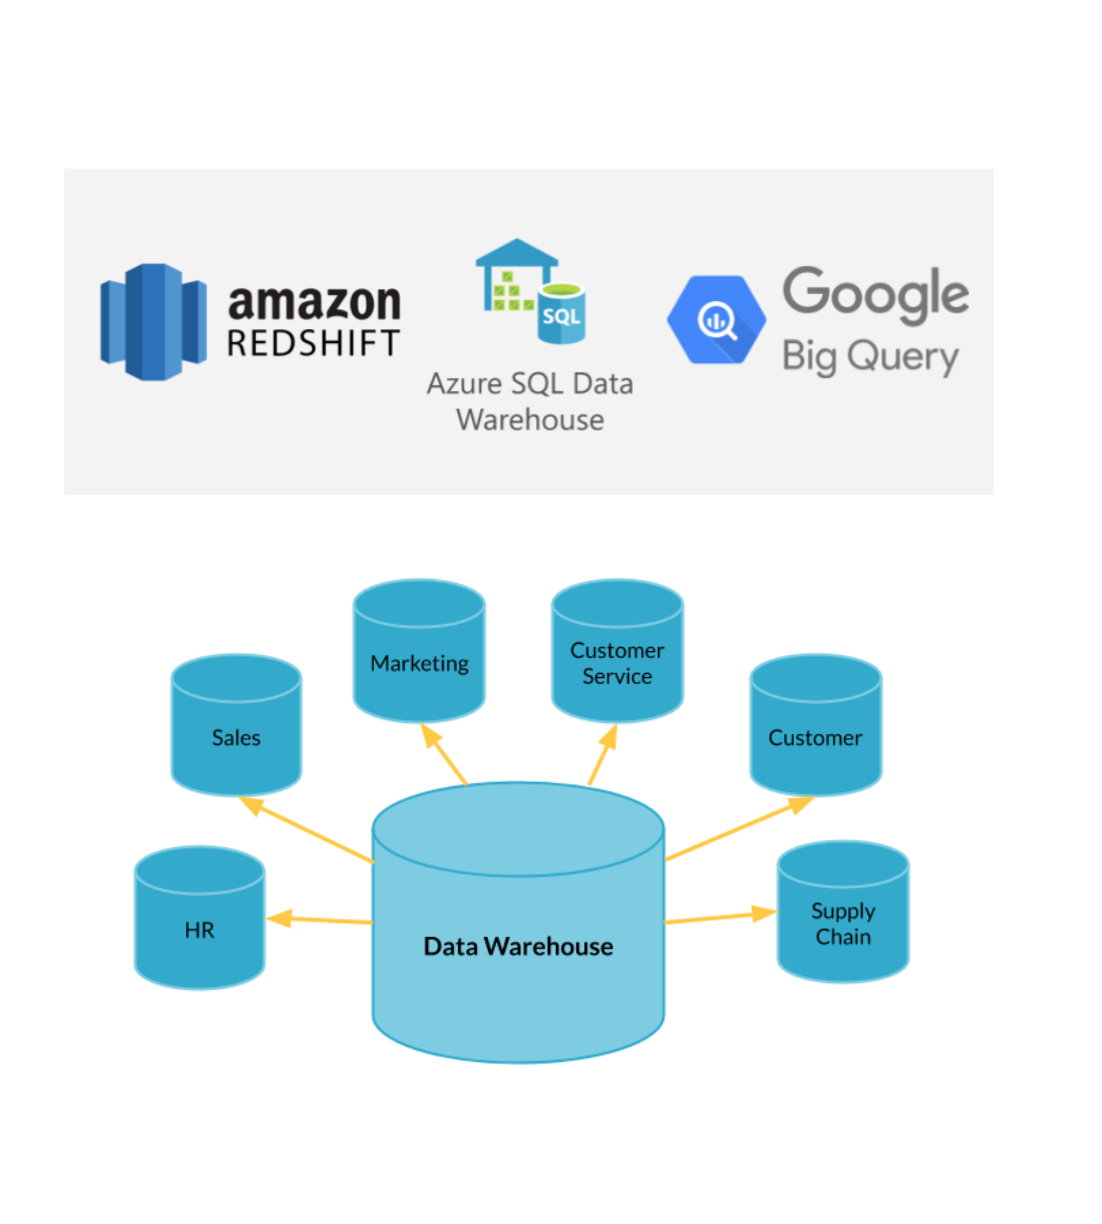 amazon
REDSHIFT
SQL
Azure SQL Data
Warehouse
Google
Big Query
Marketing
Customer
Service
Sales
Customer
HR
Supply
Chain
Data Warehouse